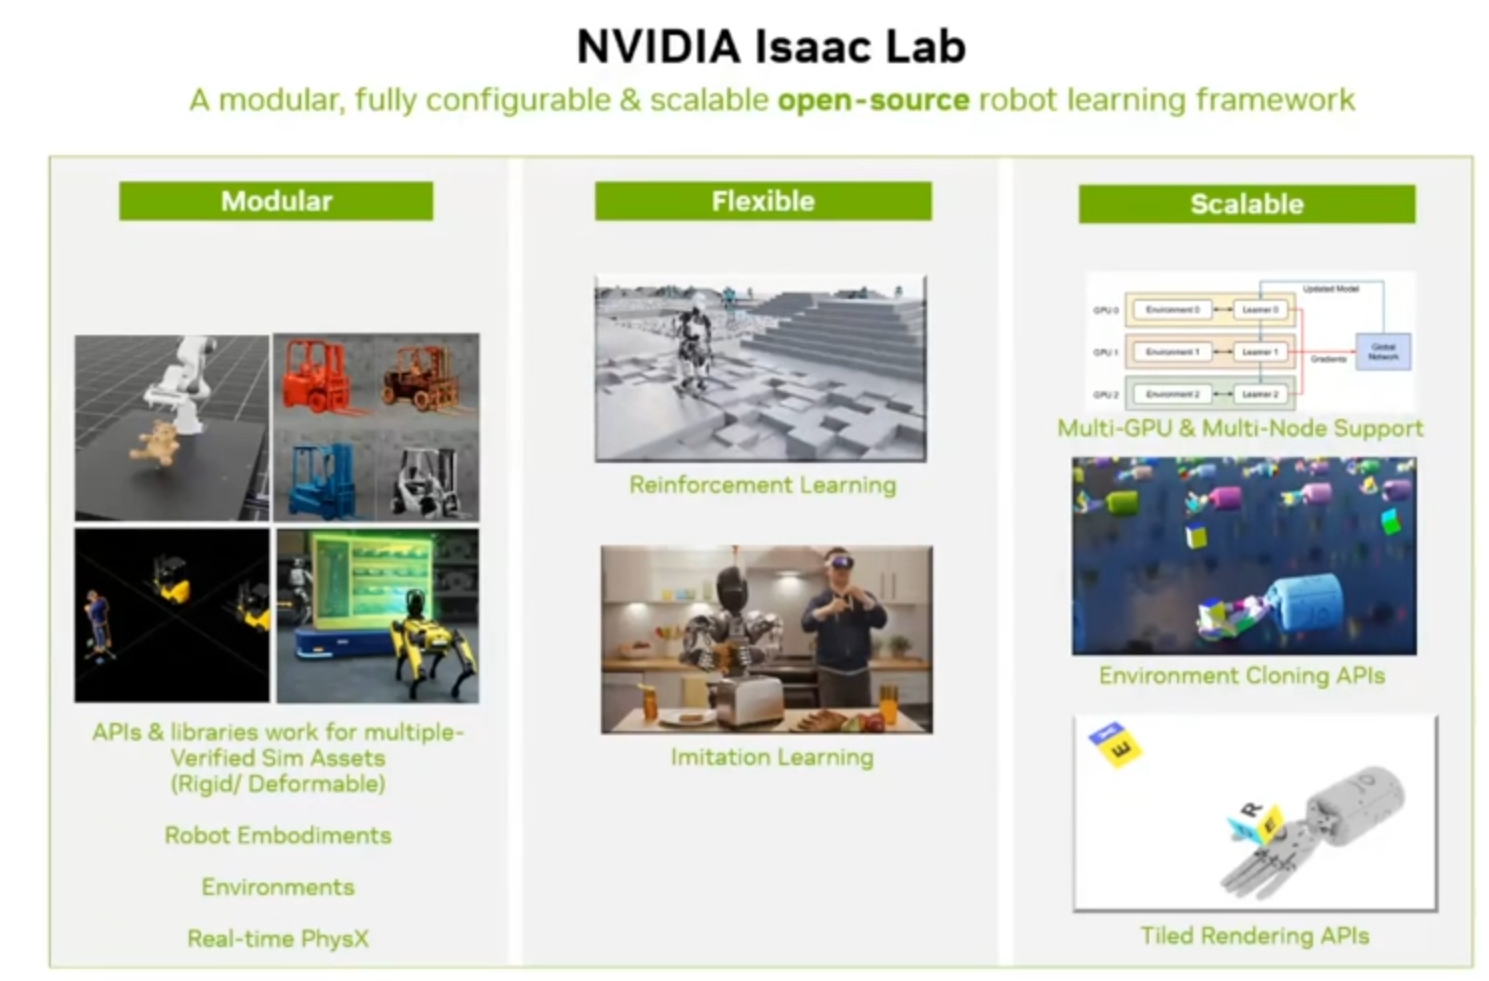 NVIDIA Isaac Lab
A modular, fully configurable & scalable open-source robot learning framework
Modular
APIs & libraries work for multiple-
Verified Sim Assets
(Rigid/ Deformable)
Robot Embodiments
Environments
Real-time PhysX
Flexible
Reinforcement Learning
Imitation Learning
Scalable
Updated Model
GPU 0
Environment 0
Learner 0
GPU 1
Environment 1
Learner 1
Gradients
Global
Network
GPU 2
Environment 2
Learner 2
Multi-GPU & Multi-Node Support
Environment Cloning APIs
E
R
E
Tiled Rendering APIs